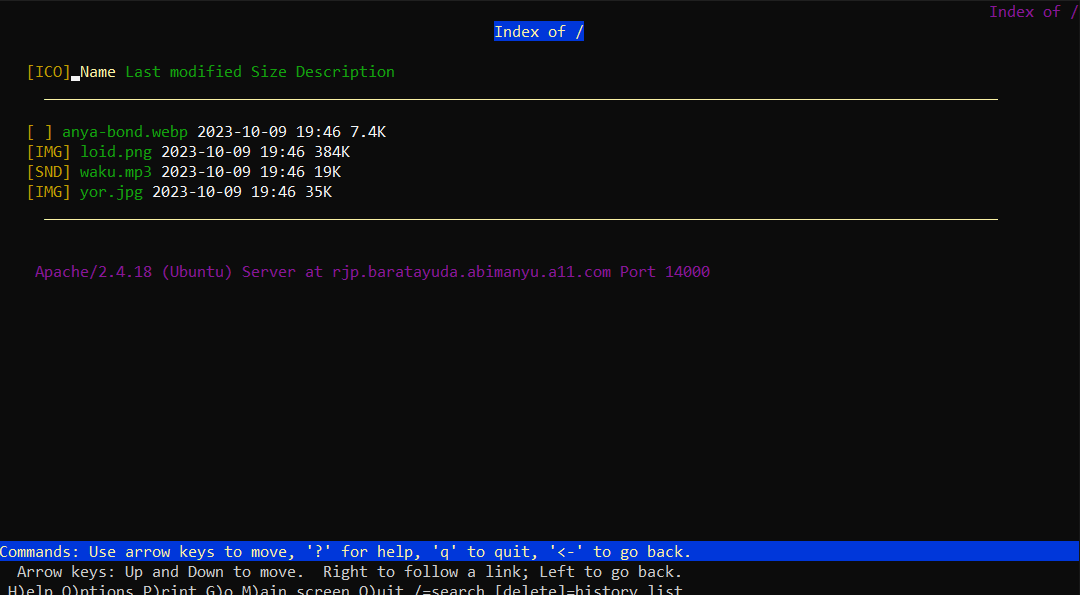 Index of /
Index of /
[ICO] Name Last modified Size Description
[ ] anya-bond.webp 2023-10-09 19:46 7.4K
[IMG] loid.png 2023-10-09 19:46 384K
[SND] waku.mp3 2023-10-09 19:46 19K
[IMG] yor.jpg 2023-10-09 19:46 35K
Apache/2.4.18 (Ubuntu) Server at rjp.baratayuda.abimanyu.a11.com Port 14000
Commands: Use arrow keys to move, '?' for help, 'q' to quit, '<-' to go back.
Arrow keys: Up and Down to move. Right to follow a link; Left to go back.
H)elp O)ptions P)rint G)o M)ain screen Q)uit /=search [delete]=history list